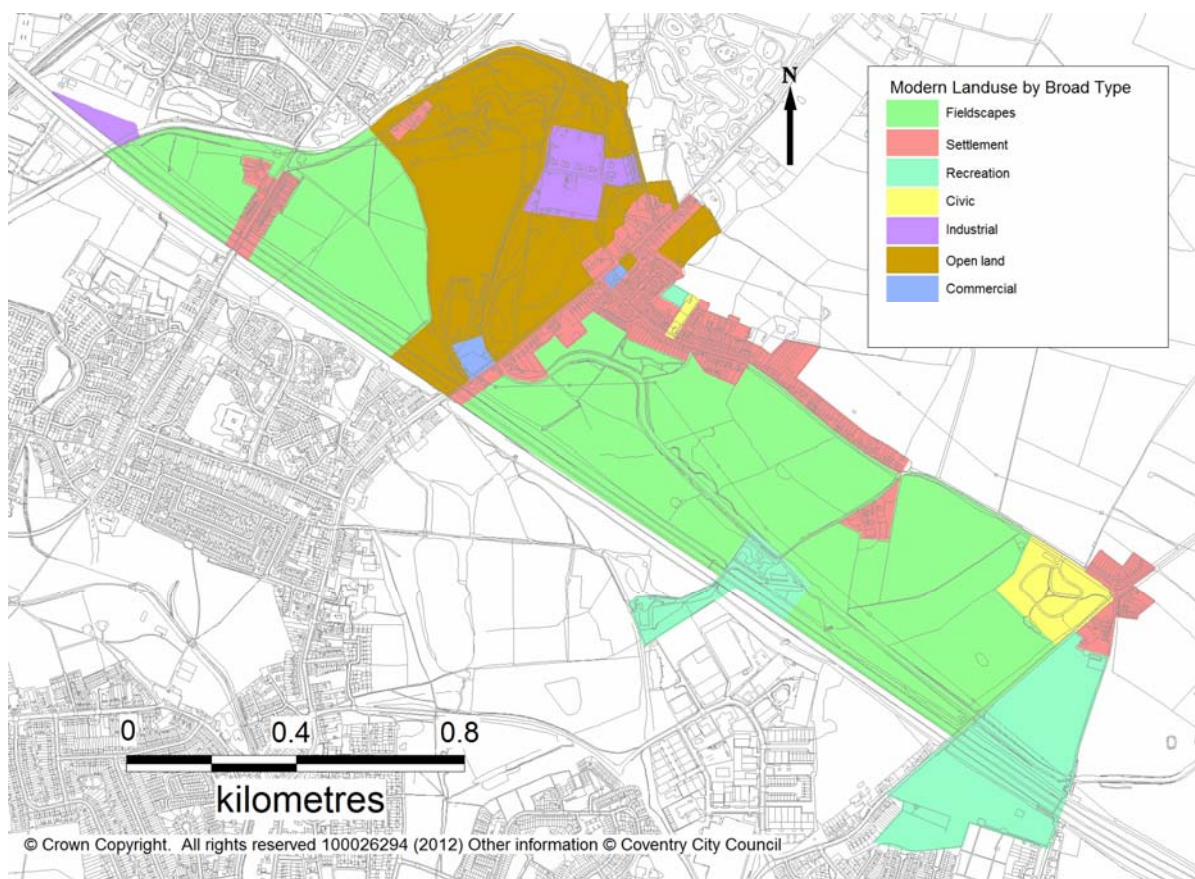 N
Modern Landuse by Broad Type
Fieldscapes
Settlement
Recreation
Civic
Industrial
Open land
Commercial
0 0.4 0.8
kilometres
© Crown Copyright. All rights reserved 100026294 (2012) Other information © Coventry City Council